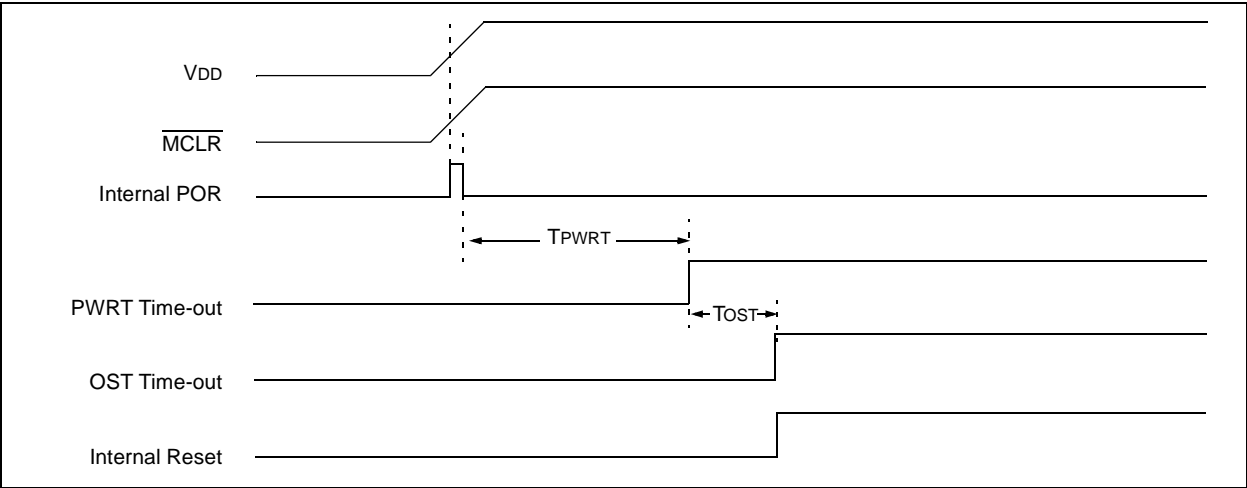 VDD
MCLR
Internal POR
TPWRT
PWRT Time-out
TOST
OST Time-out
Internal Reset